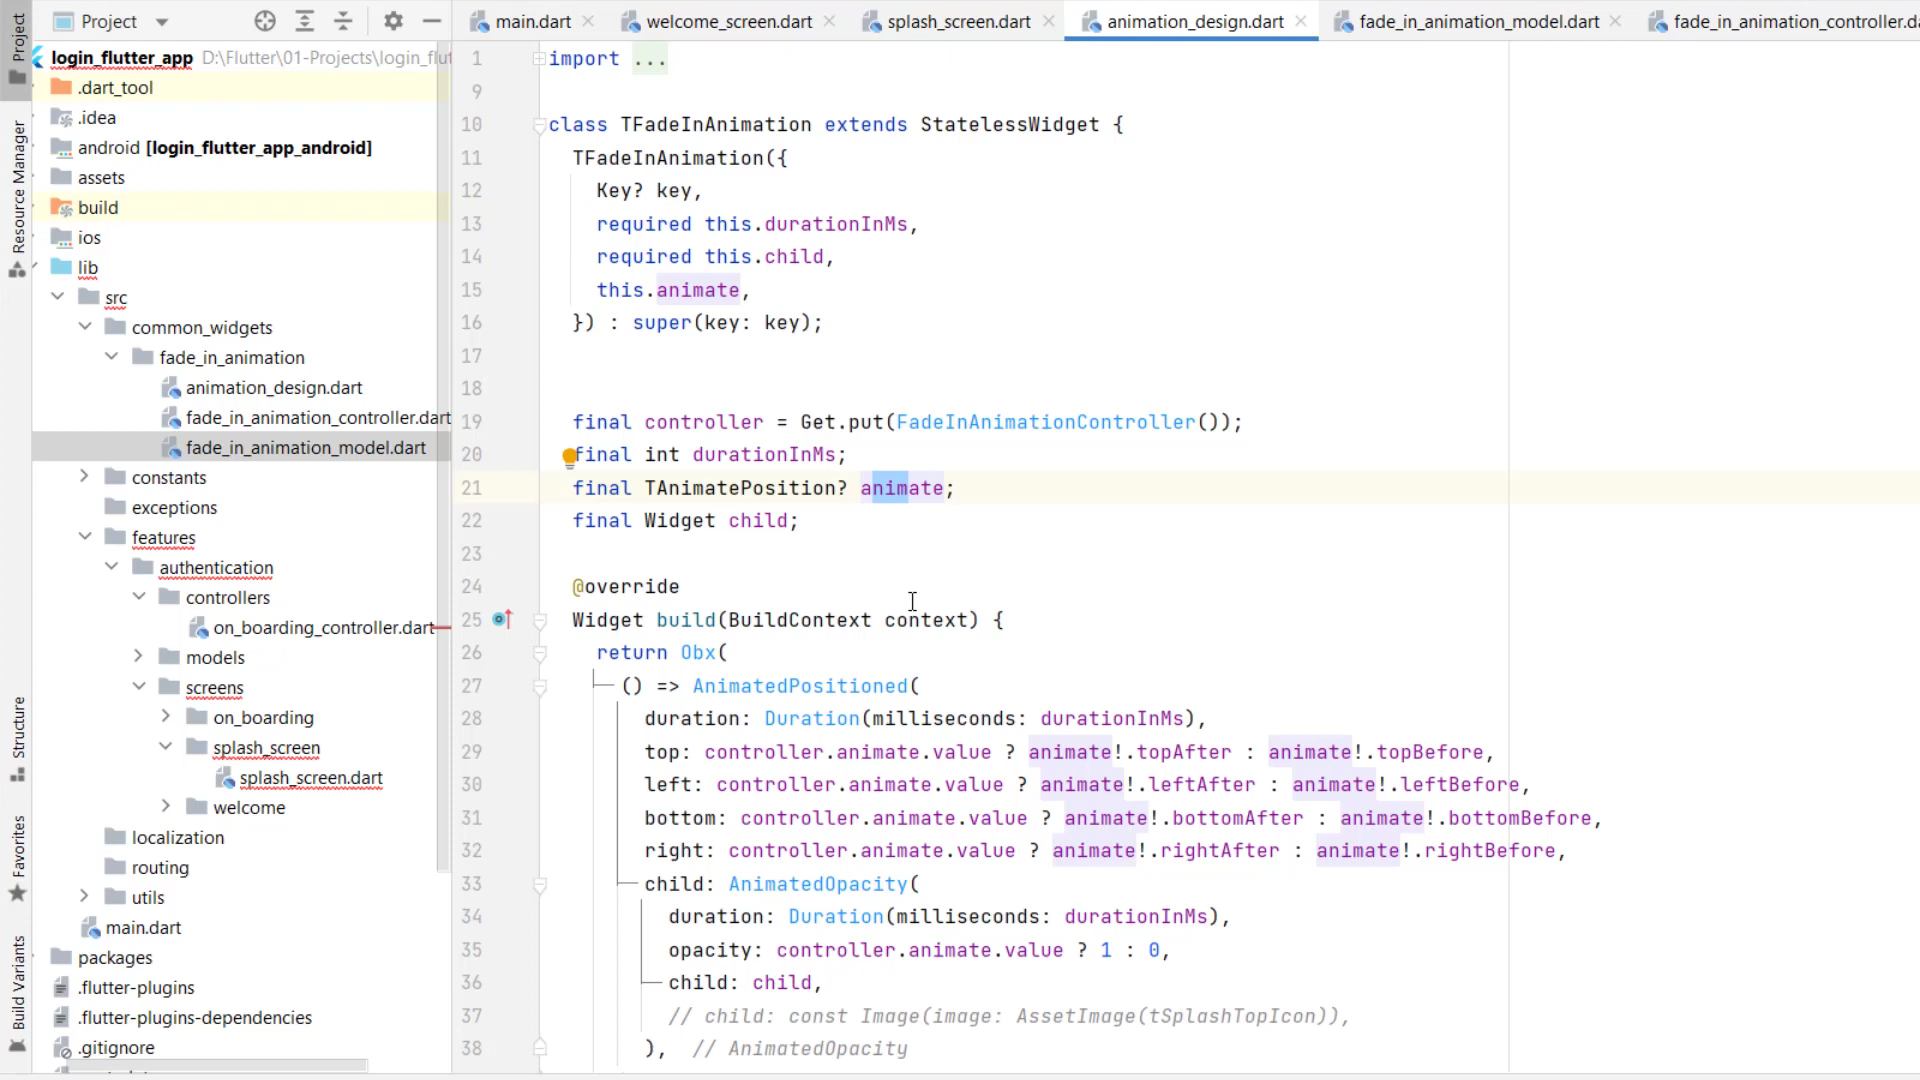 Project
main.dart
welcome_screen.dart
splash_screen.dart
animation_design.dart
fade_in_animation_model.dart
fade_in_animation_controller.da
Project
Resource Manager
Structure
Favorites
Build Variants
login_flutter_app D:\Flutter\01-Projects\login_flut
.dart_tool
.idea
android [login_flutter_app_android]
assets
build
ios
lib
src
common_widgets
fade_in_animation
animation_design.dart
fade_in_animation_controller.dart
fade_in_animation_model.dart
constants
exceptions
features
authentication
controllers
on_boarding_controller.dart
models
screens
on_boarding
splash_screen
splash_screen.dart
welcome
localization
routing
utils
main.dart
packages
.flutter-plugins
.flutter-plugins-dependencies
.gitignore
1 import ...
9
10 class TFadeInAnimation extends StatelessWidget {
11 TFadeInAnimation({
12 Key? key,
13 required this.durationInMs,
14 required this.child,
15 this.animate,
16 }) : super(key: key);
17
18
19 final controller = Get.put(FadeInAnimationController());
20 final int durationInMs;
21 final TAnimatePosition? animate;
22 final Widget child;
23
24 @override
25 Widget build(BuildContext context) {
26 return Obx(
27 () => AnimatedPositioned(
28 duration: Duration(milliseconds: durationInMs),
29 top: controller.animate.value ? animate!.topAfter : animate!.topBefore,
30 left: controller.animate.value ? animate!.leftAfter : animate!.leftBefore,
31 bottom: controller.animate.value ? animate!.bottomAfter : animate!.bottomBefore,
32 right: controller.animate.value ? animate!.rightAfter : animate!.rightBefore,
33 child: AnimatedOpacity(
34 duration: Duration(milliseconds: durationInMs),
35 opacity: controller.animate.value ? 1 : 0,
36 child: child,
37 // child: const Image(image: AssetImage(tSplashTopIcon)),
38 ), // AnimatedOpacity